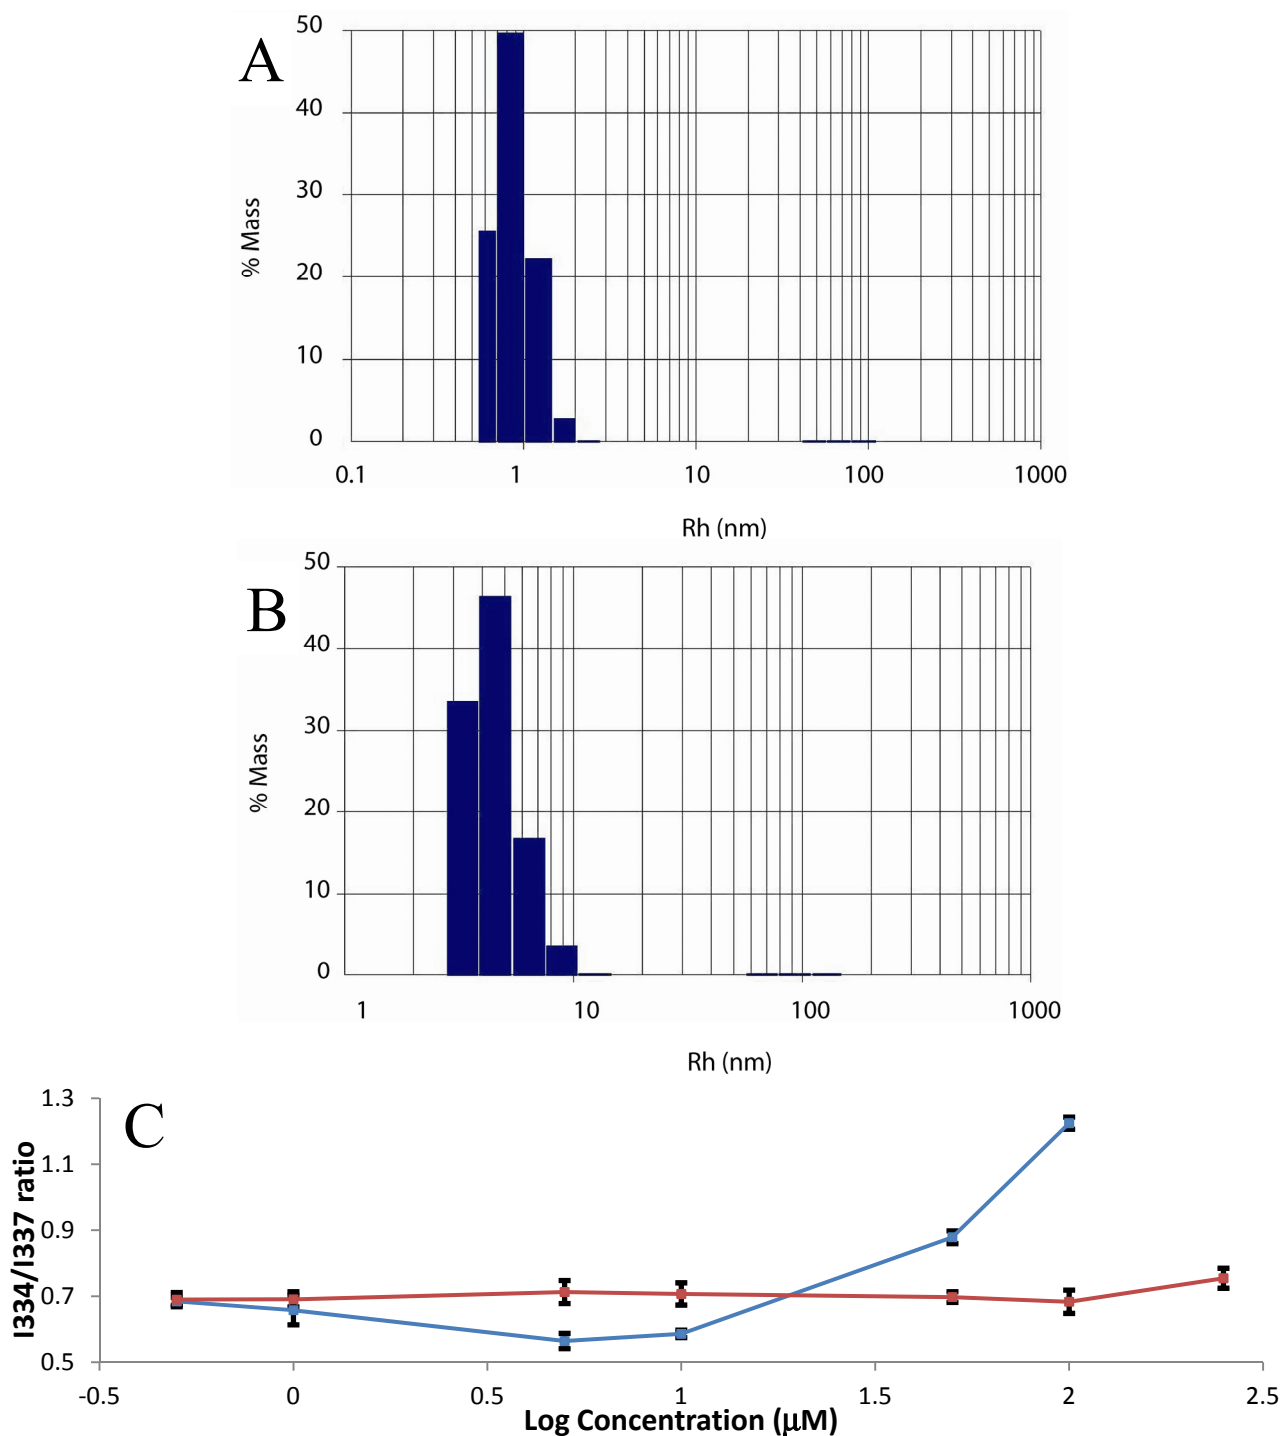 A
50
40
30
20
10
0
% Mass
0.1 1 10 100 1000
Rh (nm)
B
50
40
30
20
10
0
% Mass
1 10 100 1000
Rh (nm)
C
1.3
1.1
0.9
0.7
0.5
I334/I337 ratio
-0.5 0 0.5 1 1.5 2 2.5
Log Concentration (μM)